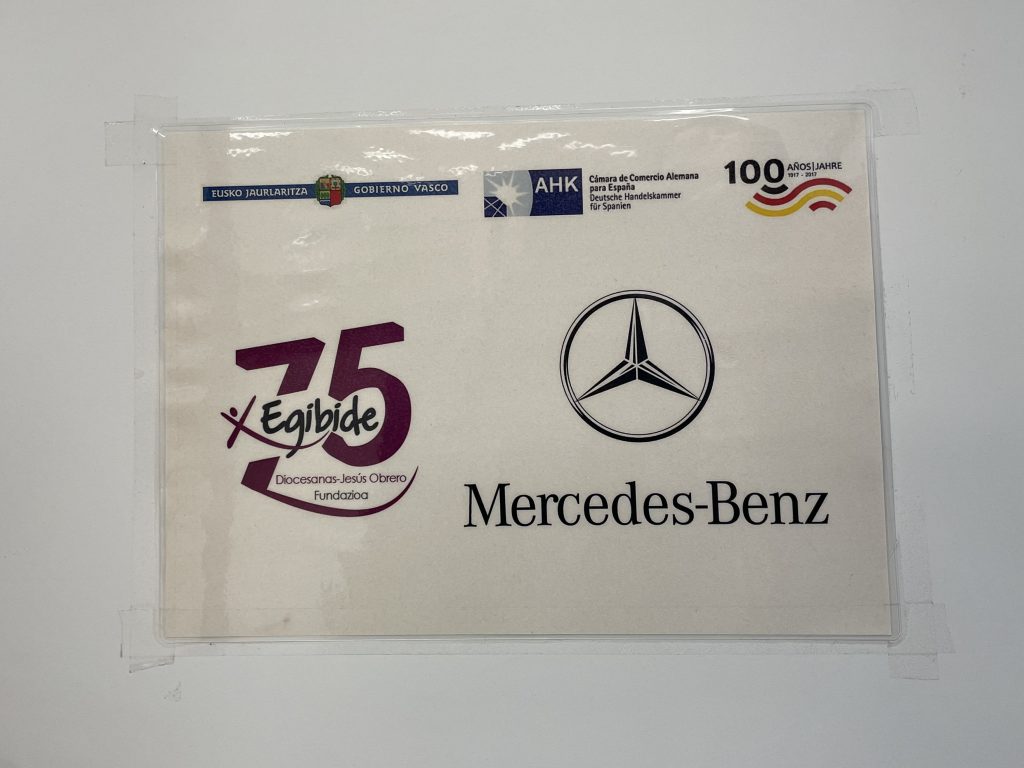 EUSKO JAURLARITZA GOBIERNO VASCO
AHK
Cámara de Comercio Alemana
para España
Deutsche Handelskammer
für Spanien
100 AÑOS|JAHRE
1917 - 2017
75
Egibide
Diocesanas-Jesús Obrero
Fundazioa
Mercedes-Benz